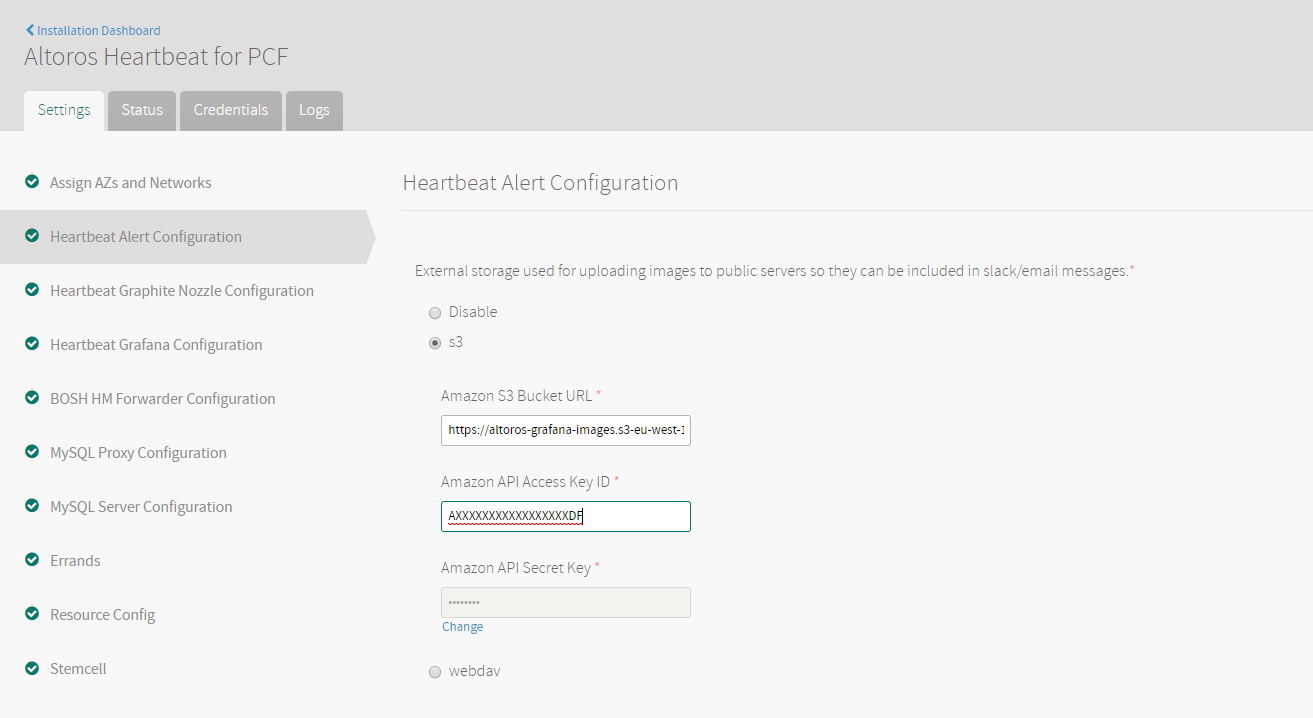 Installation Dashboard
Altoros Heartbeat for PCF
Settings
Status
Credentials
Logs
Assign AZs and Networks
Heartbeat Alert Configuration
Heartbeat Graphite Nozzle Configuration
Heartbeat Grafana Configuration
BOSH HM Forwarder Configuration
MySQL Proxy Configuration
MySQL Server Configuration
Errands
Resource Config
Stemcell
Heartbeat Alert Configuration
External storage used for uploading images to public servers so they can be included in slack/email messages.*
Disable
s3
Amazon S3 Bucket URL *
https://altoros-grafana-images.s3-eu-west-1
Amazon API Access Key ID *
AXXXXXXXXXXXXXXXXXDF
Amazon API Secret Key *
••••••••
Change
webdav